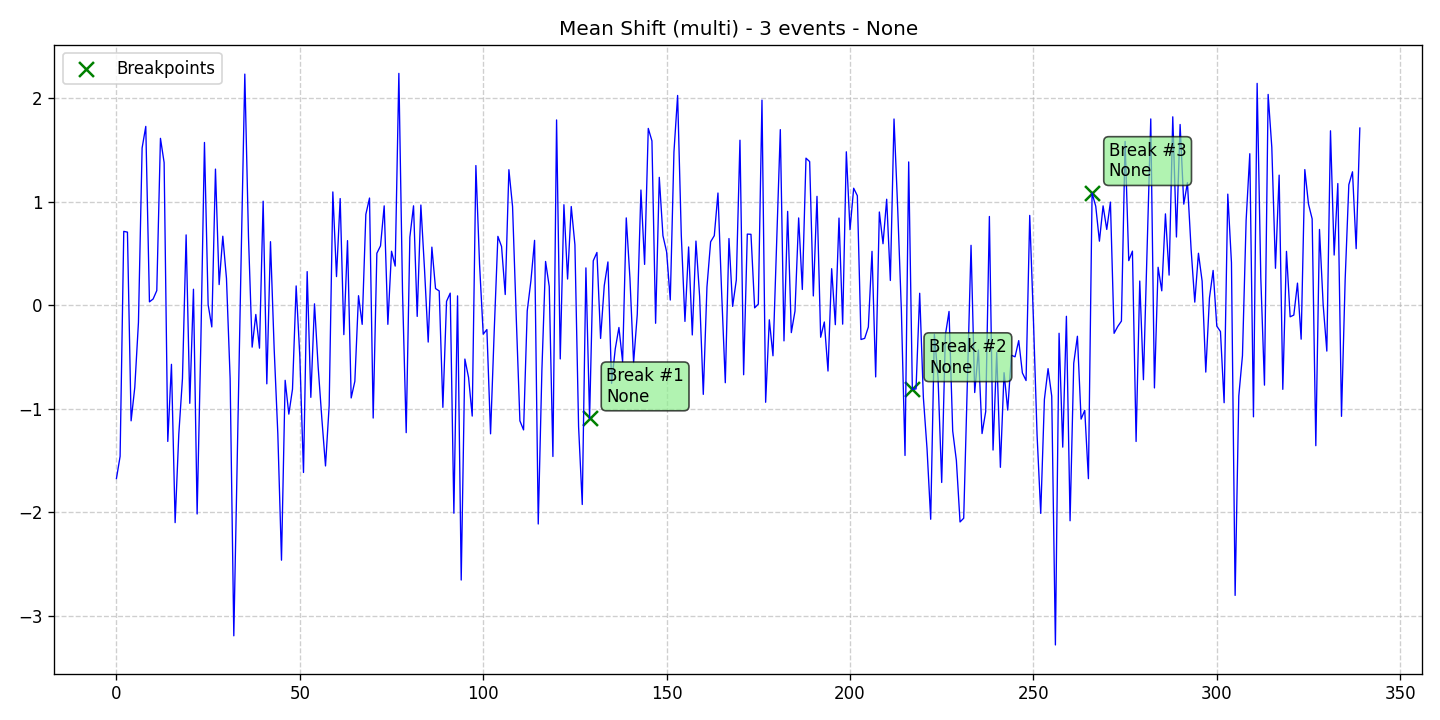 Mean Shift (multi) - 3 events - None
Breakpoints
2
1
0
−1
−2
−3
Break #3
None
Break #2
None
Break #1
None
0
50
100
150
200
250
300
350